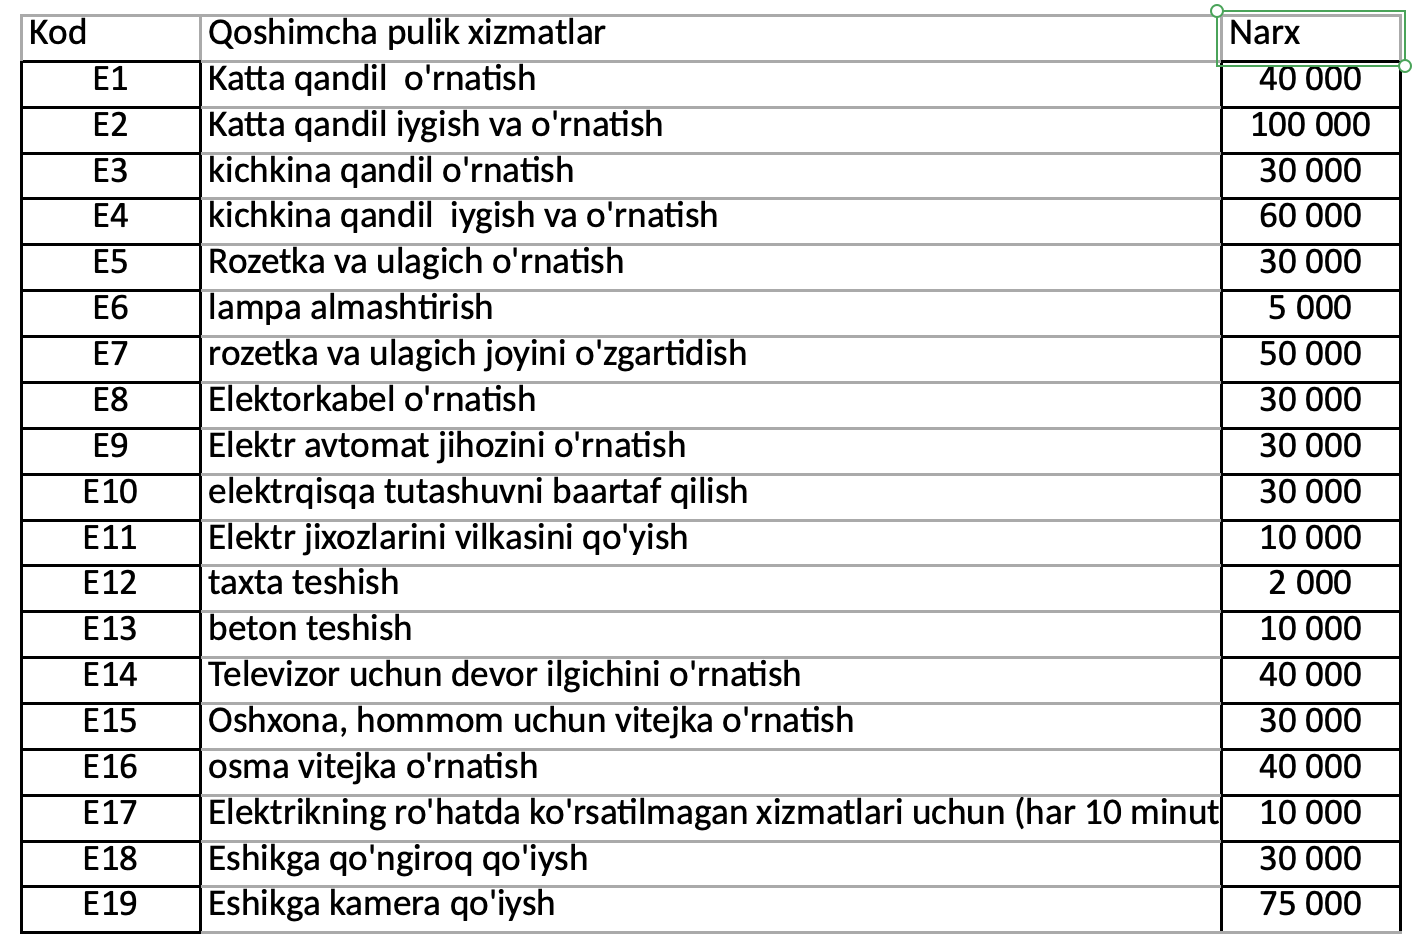 Kod Qoshimcha pulik xizmatlar Narx
E1 Katta qandil  o'rnatish 40 000
E2 Katta qandil iygish va o'rnatish 100 000
E3 kichkina qandil o'rnatish 30 000
E4 kichkina qandil  iygish va o'rnatish 60 000
E5 Rozetka va ulagich o'rnatish 30 000
E6 lampa almashtirish 5 000
E7 rozetka va ulagich joyini o'zgartidish 50 000
E8 Elektorkabel o'rnatish 30 000
E9 Elektr avtomat jihozini o'rnatish 30 000
E10 elektrqisqa tutashuvni baartaf qilish 30 000
E11 Elektr jixozlarini vilkasini qo'yish 10 000
E12 taxta teshish 2 000
E13 beton teshish 10 000
E14 Televizor uchun devor ilgichini o'rnatish 40 000
E15 Oshxona, hommom uchun vitejka o'rnatish 30 000
E16 osma vitejka o'rnatish 40 000
E17 Elektrikning ro'hatda ko'rsatilmagan xizmatlari uchun (har 10 minut 10 000
E18 Eshikga qo'ngiroq qo'iysh 30 000
E19 Eshikga kamera qo'iysh 75 000